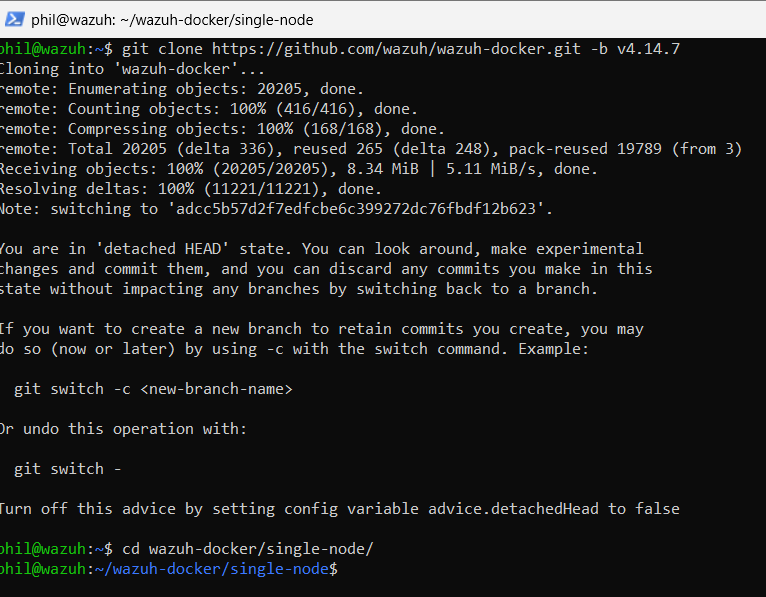 phil@wazuh: ~/wazuh-docker/single-node
phil@wazuh:~$ git clone https://github.com/wazuh/wazuh-docker.git -b v4.14.7
Cloning into 'wazuh-docker'...
remote: Enumerating objects: 20205, done.
remote: Counting objects: 100% (416/416), done.
remote: Compressing objects: 100% (168/168), done.
remote: Total 20205 (delta 336), reused 265 (delta 248), pack-reused 19789 (from 3)
Receiving objects: 100% (20205/20205), 8.34 MiB | 5.11 MiB/s, done.
Resolving deltas: 100% (11221/11221), done.
Note: switching to 'adcc5b57d2f7edfcbe6c399272dc76fbdf12b623'.
You are in 'detached HEAD' state. You can look around, make experimental
changes and commit them, and you can discard any commits you make in this
state without impacting any branches by switching back to a branch.
If you want to create a new branch to retain commits you create, you may
do so (now or later) by using -c with the switch command. Example:
git switch -c <new-branch-name>
Or undo this operation with:
git switch -
Turn off this advice by setting config variable advice.detachedHead to false
phil@wazuh:~$ cd wazuh-docker/single-node/
phil@wazuh:~/wazuh-docker/single-node$